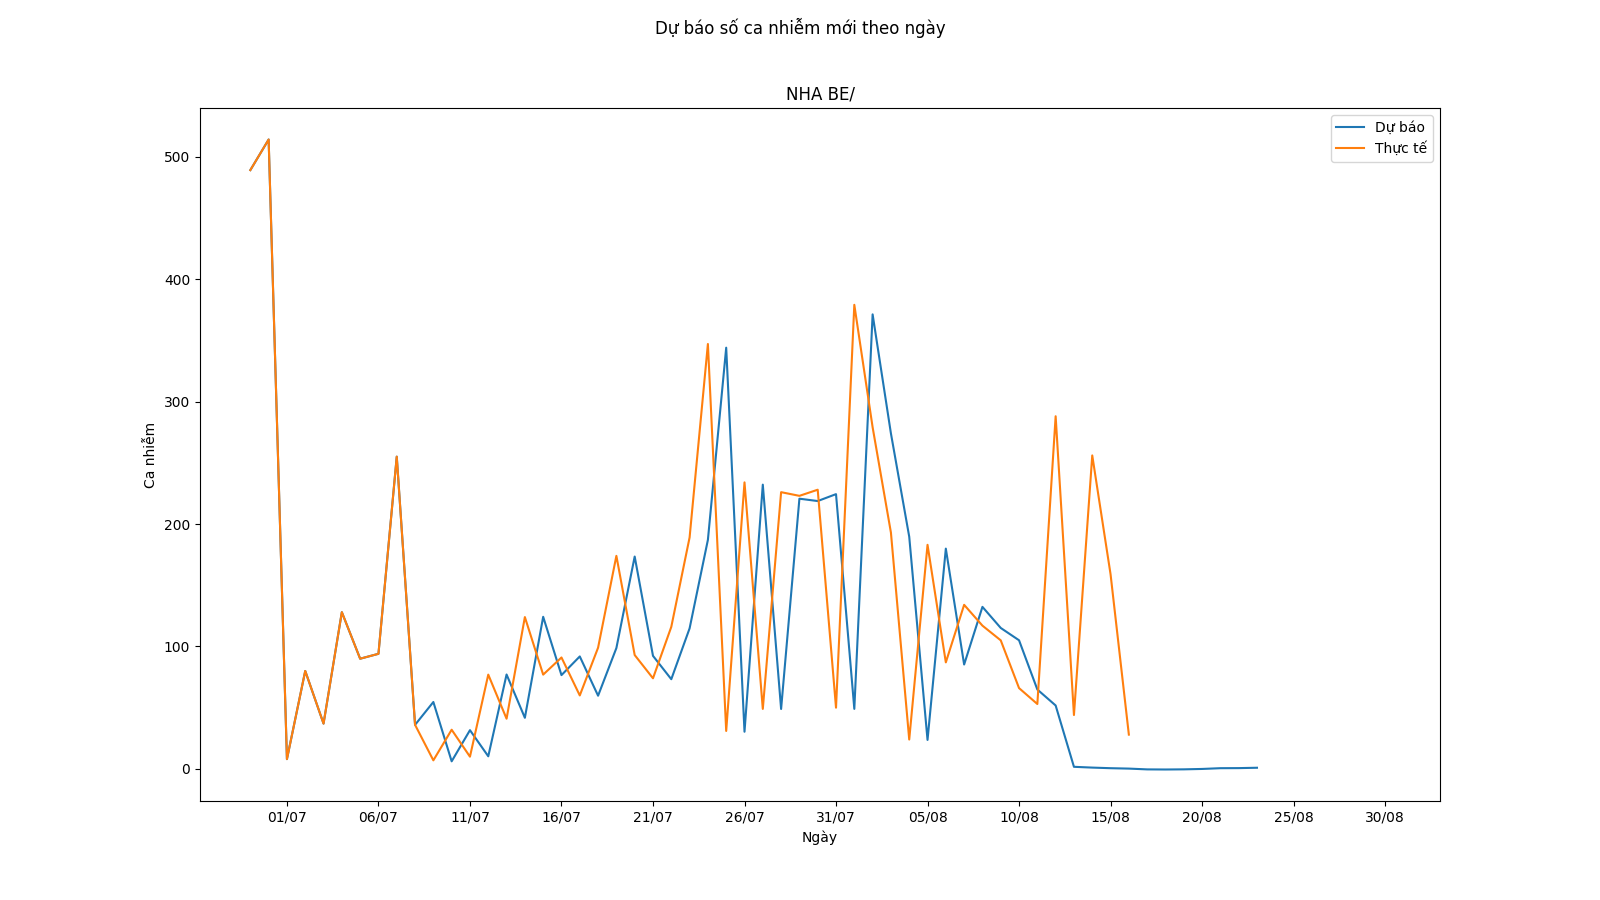 Dự báo số ca nhiễm mới theo ngày
NHA BE/
Dự báo
Thực tế
500
400
300
200
100
0
Ca nhiễm
01/07 06/07 11/07 16/07 21/07 26/07 31/07 05/08 10/08 15/08 20/08 25/08 30/08
Ngày